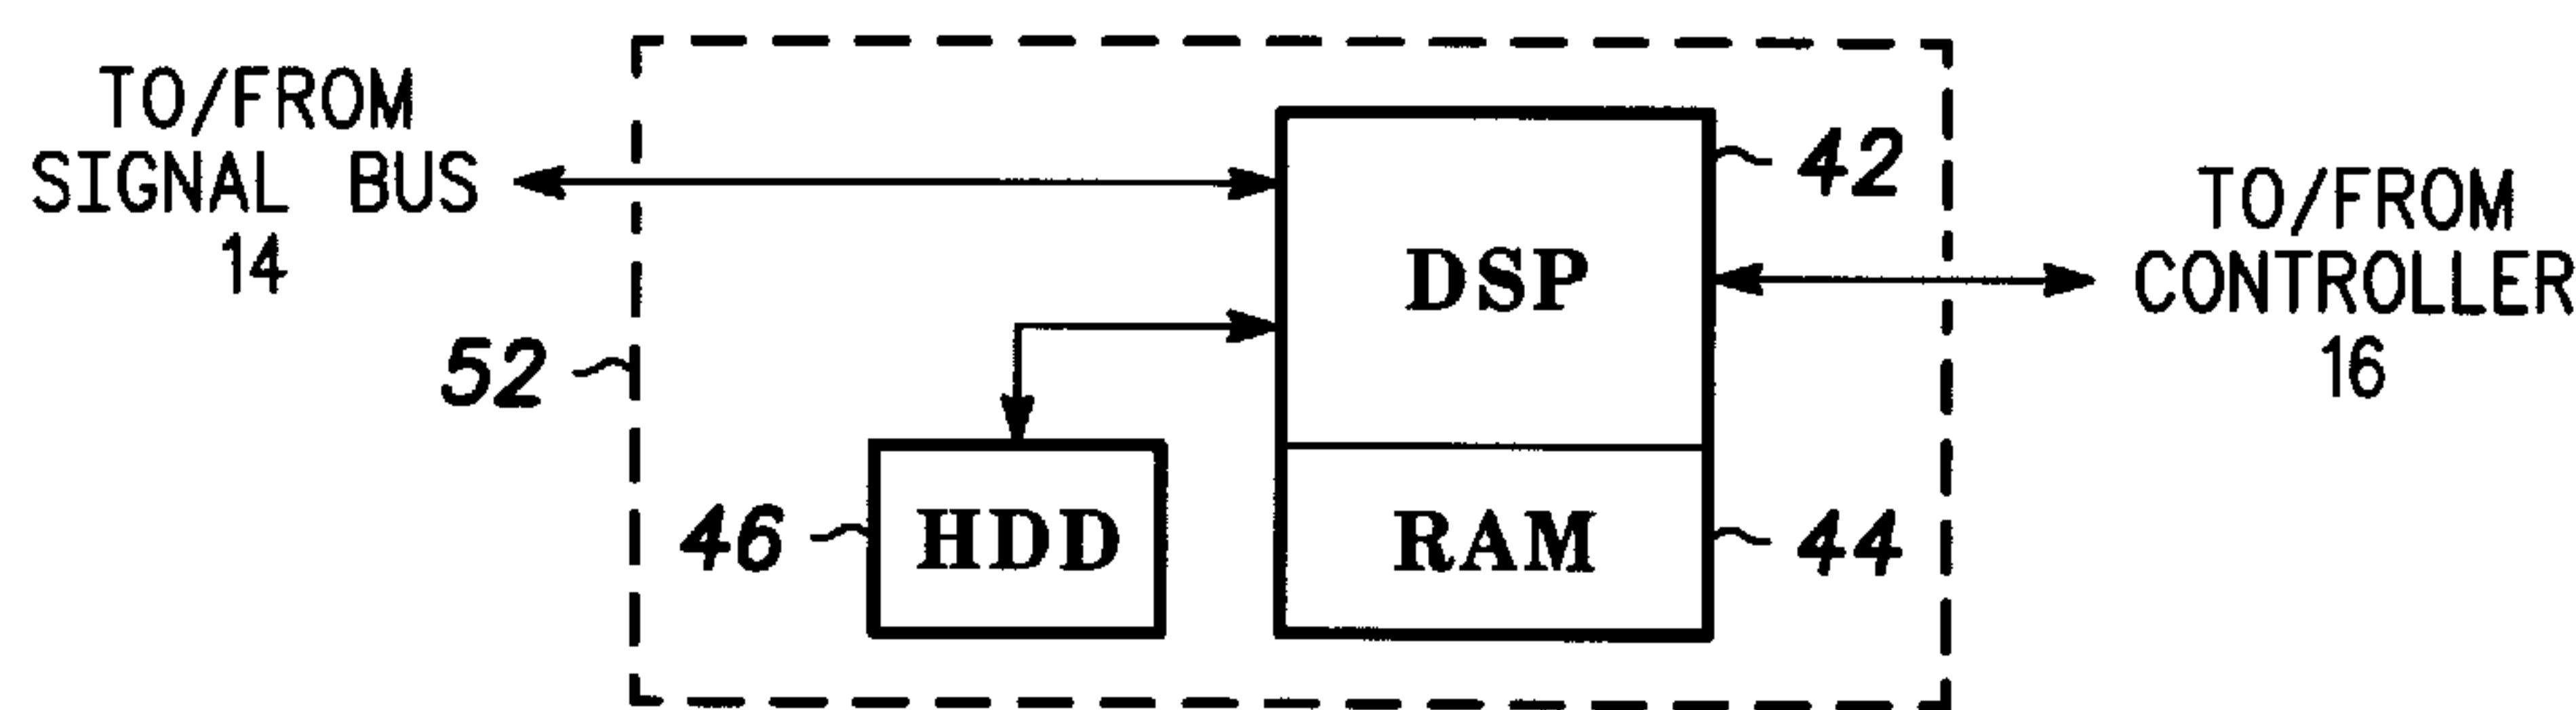 TO/FROM
SIGNAL BUS
14
52
46
HDD
DSP
RAM
42
44
TO/FROM
CONTROLLER
16